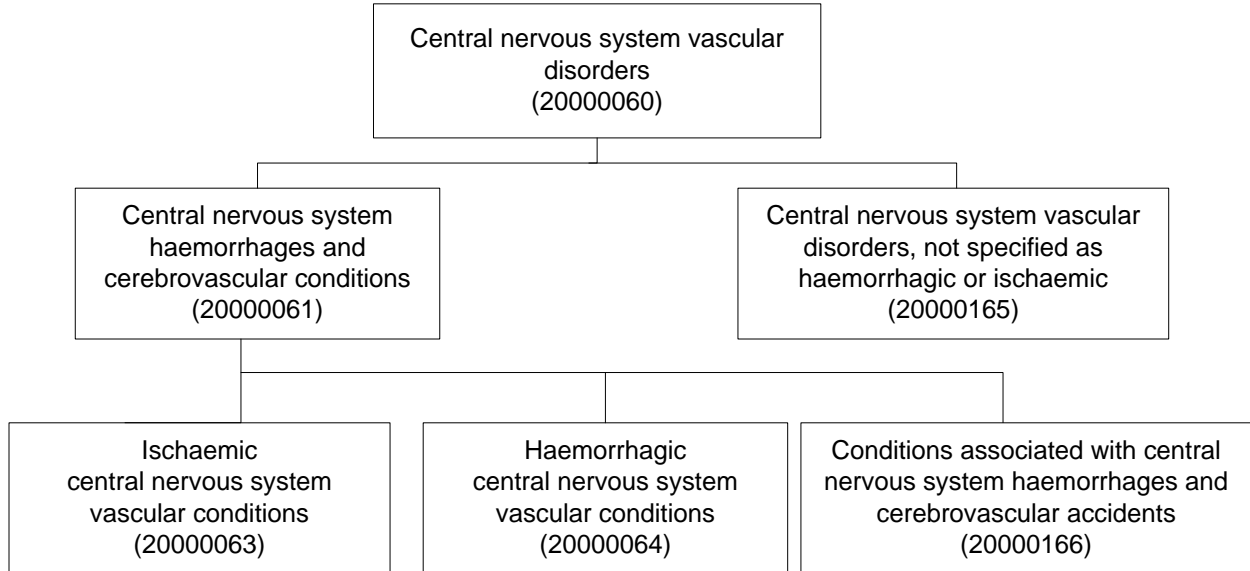 Central nervous system vascular
disorders
(20000060)
Central nervous system
haemorrhages and
cerebrovascular conditions
(20000061)
Central nervous system vascular
disorders, not specified as
haemorrhagic or ischaemic
(20000165)
Ischaemic
central nervous system
vascular conditions
(20000063)
Haemorrhagic
central nervous system
vascular conditions
(20000064)
Conditions associated with central
nervous system haemorrhages and
cerebrovascular accidents
(20000166)